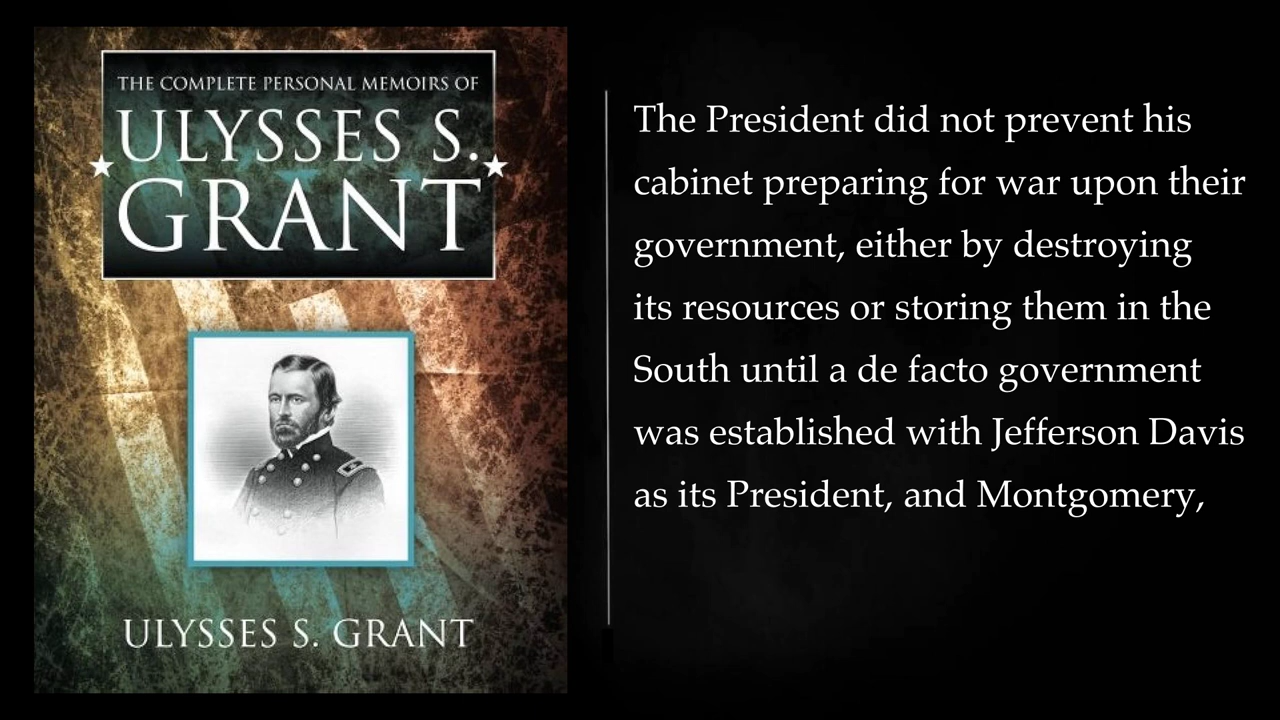 THE COMPLETE PERSONAL MEMOIRS OF
ULYSSES S.
GRANT
ULYSSES S. GRANT
The President did not prevent his
cabinet preparing for war upon their
government, either by destroying
its resources or storing them in the
South until a de facto government
was established with Jefferson Davis
as its President, and Montgomery,